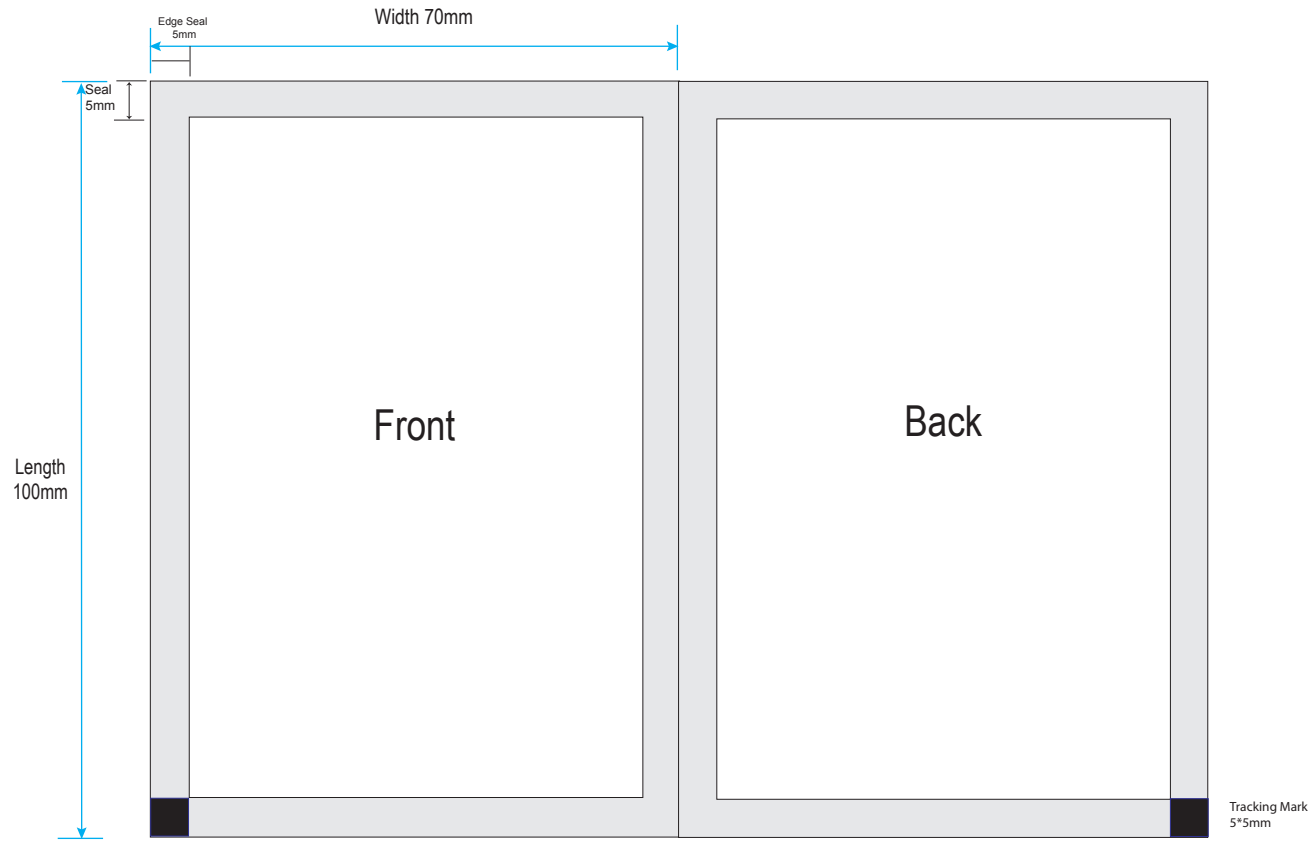 Edge Seal
5mm
Width 70mm
Seal
5mm
Front
Back
Length
100mm
Tracking Mark
5*5mm